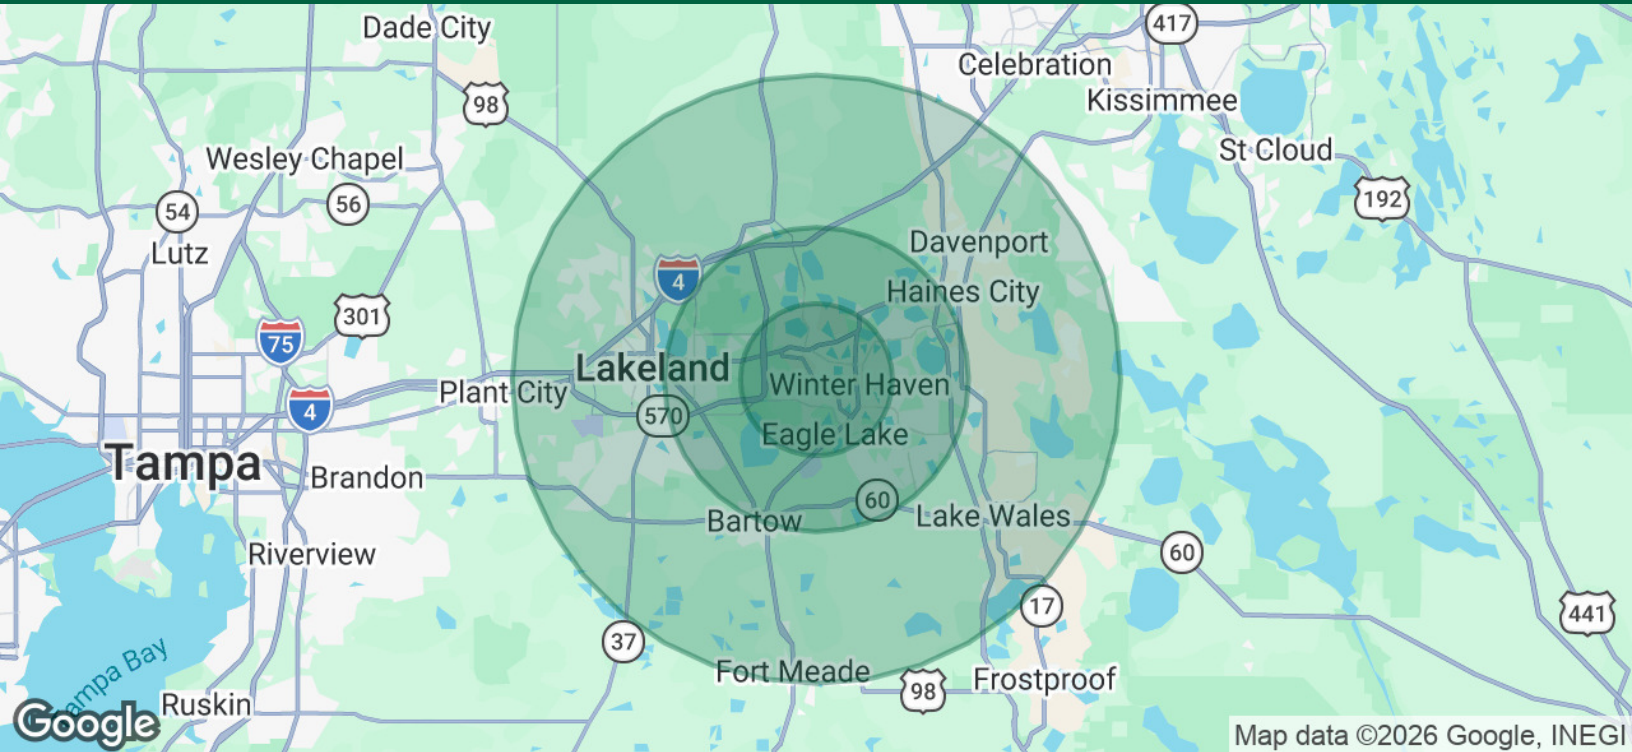 Dade City
417
Celebration
98
Kissimmee
Wesley Chapel
St Cloud
54
56
192
Lutz
Davenport
4
Haines City
301
75
Lakeland
Winter Haven
Plant City
4
570
Eagle Lake
Tampa
Brandon
60
Bartow
Lake Wales
Riverview
60
17
441
37
Tampa Bay
Fort Meade
98
Frostproof
Ruskin
Google
Map data ©2026 Google, INEGI